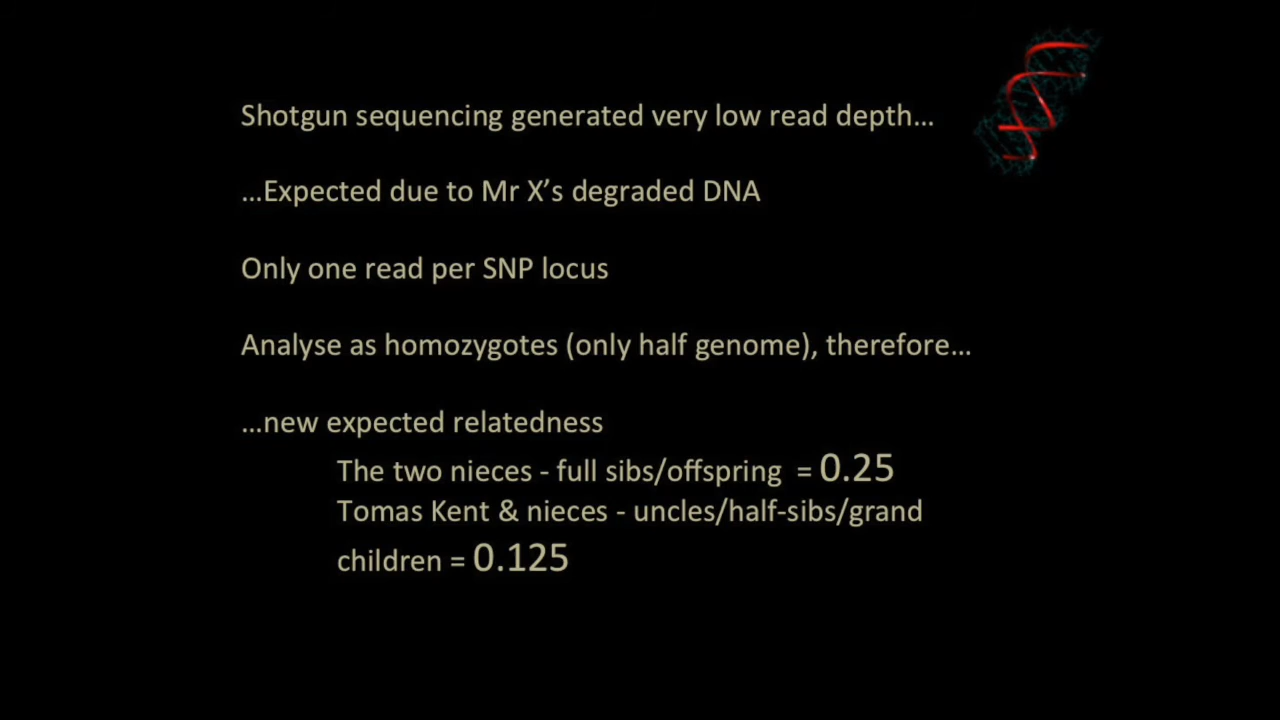 Shotgun sequencing generated very low read depth…
…Expected due to Mr X’s degraded DNA
Only one read per SNP locus
Analyse as homozygotes (only half genome), therefore…
…new expected relatedness
The two nieces - full sibs/offspring = 0.25
Tomas Kent & nieces - uncles/half-sibs/grand
children = 0.125